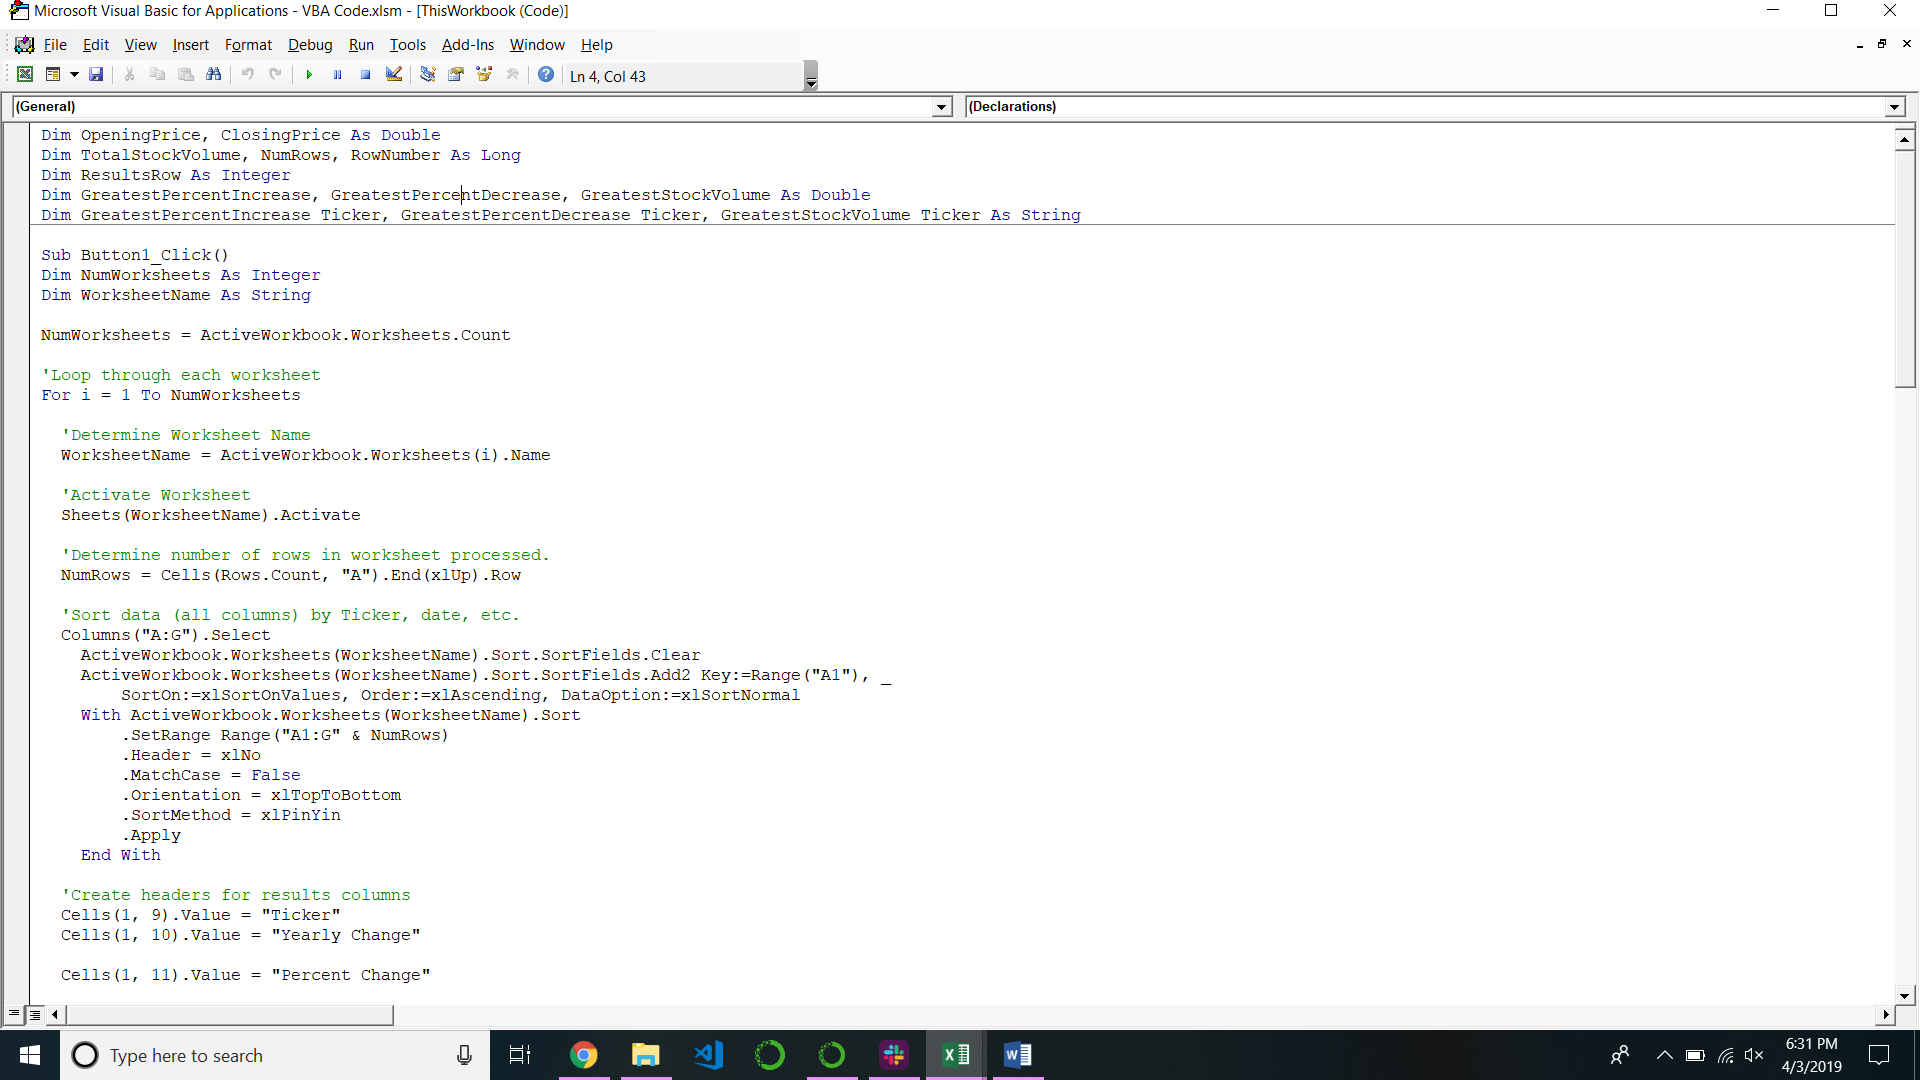 Microsoft Visual Basic for Applications - VBA Code.xlsm - [ThisWorkbook (Code)]
File Edit View Insert Format Debug Run Tools Add-Ins Window Help
Ln 4, Col 43
(General) (Declarations)
Dim OpeningPrice, ClosingPrice As Double
Dim TotalStockVolume, NumRows, RowNumber As Long
Dim ResultsRow As Integer
Dim GreatestPercentIncrease, GreatestPercentDecrease, GreatestStockVolume As Double
Dim GreatestPercentIncrease Ticker, GreatestPercentDecrease Ticker, GreatestStockVolume Ticker As String
Sub Button1_Click()
Dim NumWorksheets As Integer
Dim WorksheetName As String
NumWorksheets = ActiveWorkbook.Worksheets.Count
'Loop through each worksheet
For i = 1 To NumWorksheets
'Determine Worksheet Name
WorksheetName = ActiveWorkbook.Worksheets(i).Name
'Activate Worksheet
Sheets(WorksheetName).Activate
'Determine number of rows in worksheet processed.
NumRows = Cells(Rows.Count, "A").End(xlUp).Row
'Sort data (all columns) by Ticker, date, etc.
Columns("A:G").Select
ActiveWorkbook.Worksheets(WorksheetName).Sort.SortFields.Clear
ActiveWorkbook.Worksheets(WorksheetName).Sort.SortFields.Add2 Key:=Range("A1"), _
SortOn:=xlSortOnValues, Order:=xlAscending, DataOption:=xlSortNormal
With ActiveWorkbook.Worksheets(WorksheetName).Sort
.SetRange Range("A1:G" & NumRows)
.Header = xlNo
.MatchCase = False
.Orientation = xlTopToBottom
.SortMethod = xlPinYin
.Apply
End With
'Create headers for results columns
Cells(1, 9).Value = "Ticker"
Cells(1, 10).Value = "Yearly Change"
Cells(1, 11).Value = "Percent Change"
Type here to search
6:31 PM
4/3/2019